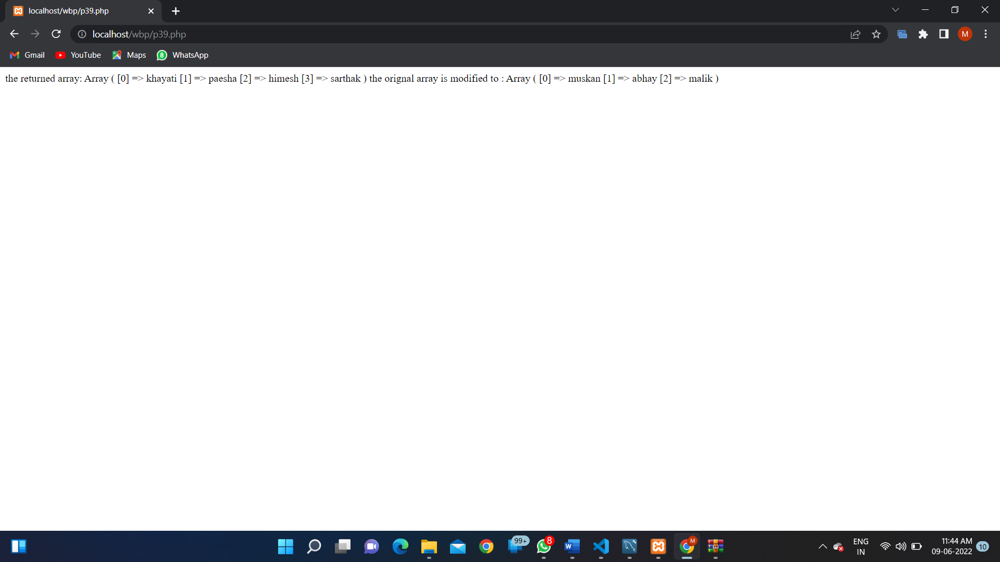 localhost/wbp/p39.php
localhost/wbp/p39.php
M
Gmail YouTube Maps 8 WhatsApp
the returned array: Array ( [0] => khayati [1] => paesha [2] => himesh [3] => sarthak ) the orignal array is modified to : Array ( [0] => muskan [1] => abhay [2] => malik )
99+ 8 W M
ENG 11:44 AM
IN 09-06-2022 10